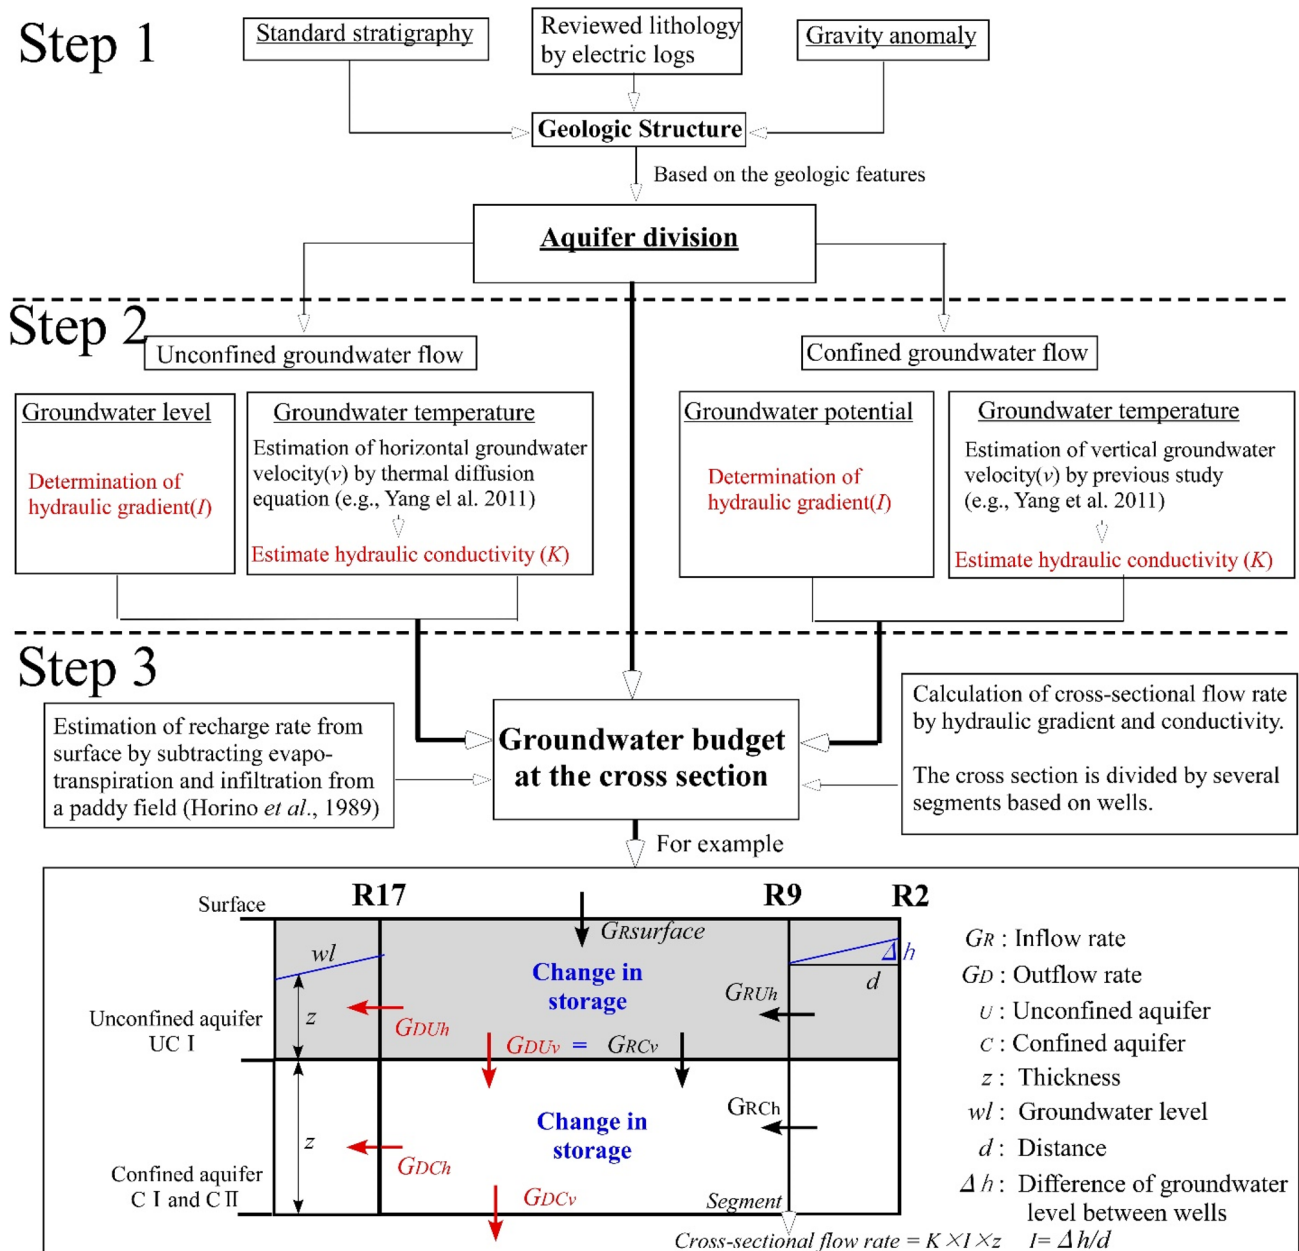 Step 1
Standard stratigraphy
Reviewed lithology
by electric logs
Gravity anomaly
Geologic Structure
Based on the geologic features
Aquifer division
Step 2
Unconfined groundwater flow
Confined groundwater flow
Groundwater level
Determination of
hydraulic gradient(I)
Groundwater temperature
Estimation of horizontal groundwater
velocity(v) by thermal diffusion
equation (e.g., Yang el al. 2011)
Estimate hydraulic conductivity (K)
Groundwater potential
Determination of
hydraulic gradient(I)
Groundwater temperature
Estimation of vertical groundwater
velocity(v) by previous study
(e.g., Yang et al. 2011)
Estimate hydraulic conductivity (K)
Step 3
Estimation of recharge rate from
surface by subtracting evapo-
transpiration and infiltration from
a paddy field (Horino et al., 1989)
Groundwater budget
at the cross section
Calculation of cross-sectional flow rate
by hydraulic gradient and conductivity.
The cross section is divided by several
segments based on wells.
For example
R17
R9
R2
Surface
GRsurface
wl
Δh
d
Change in
storage
GRUh
z
GDUh
Unconfined aquifer
UC Ⅰ
GDUv = GRCv
GRCh
Change in
storage
z
GDCh
Confined aquifer
C Ⅰ and C Ⅱ
GDCv
Segment
GR : Inflow rate
GD : Outflow rate
U : Unconfined aquifer
C : Confined aquifer
z : Thickness
wl : Groundwater level
d : Distance
Δh : Difference of groundwater
level between wells
Cross-sectional flow rate = K×I×z I= Δh/d